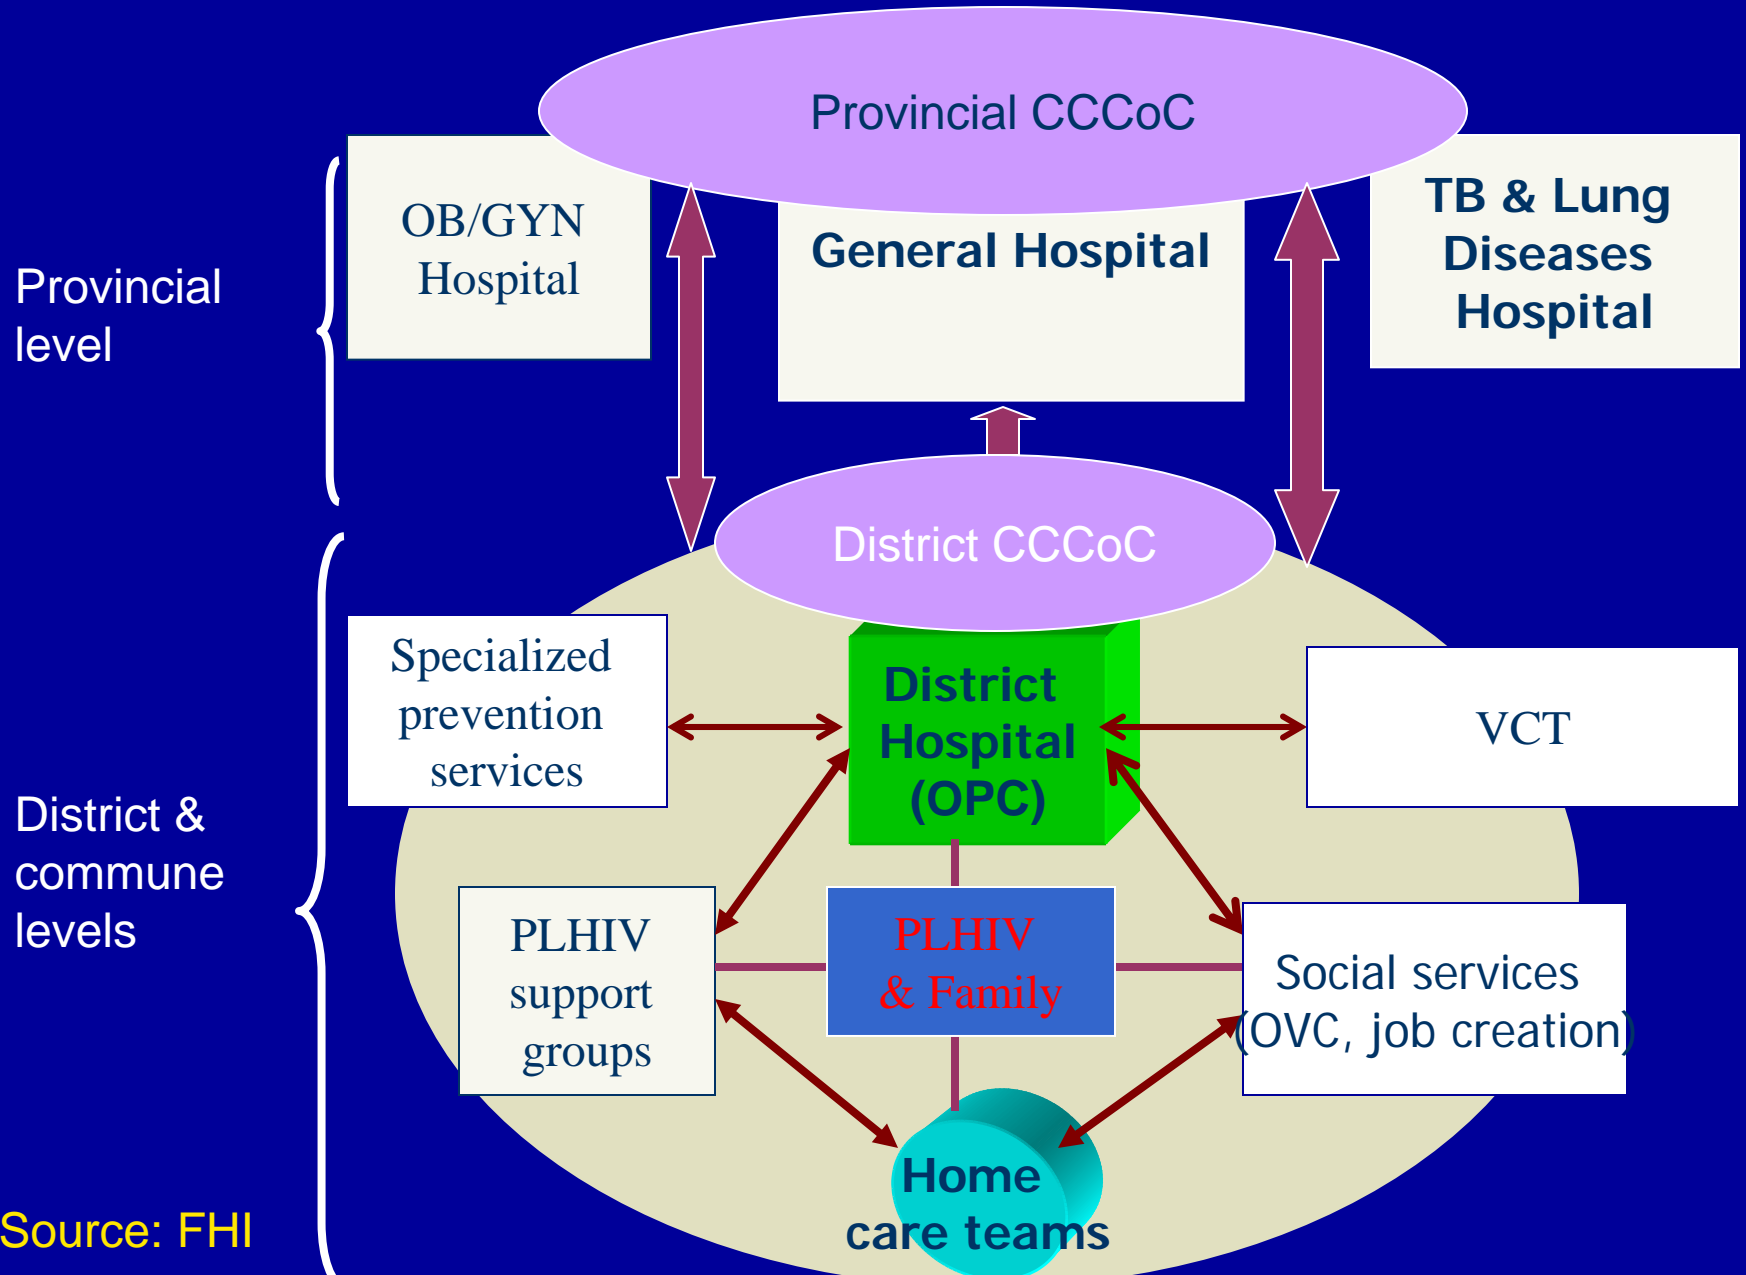 Provincial CCCoC
OB/GYN
Hospital
General Hospital
TB & Lung
Diseases
Hospital
Provincial
level
District CCCoC
Specialized
prevention
services
District
Hospital
(OPC)
VCT
District &
commune
levels
PLHIV
support
groups
PLHIV
& Family
Social services
(OVC, job creation)
Home
care teams
Source: FHI